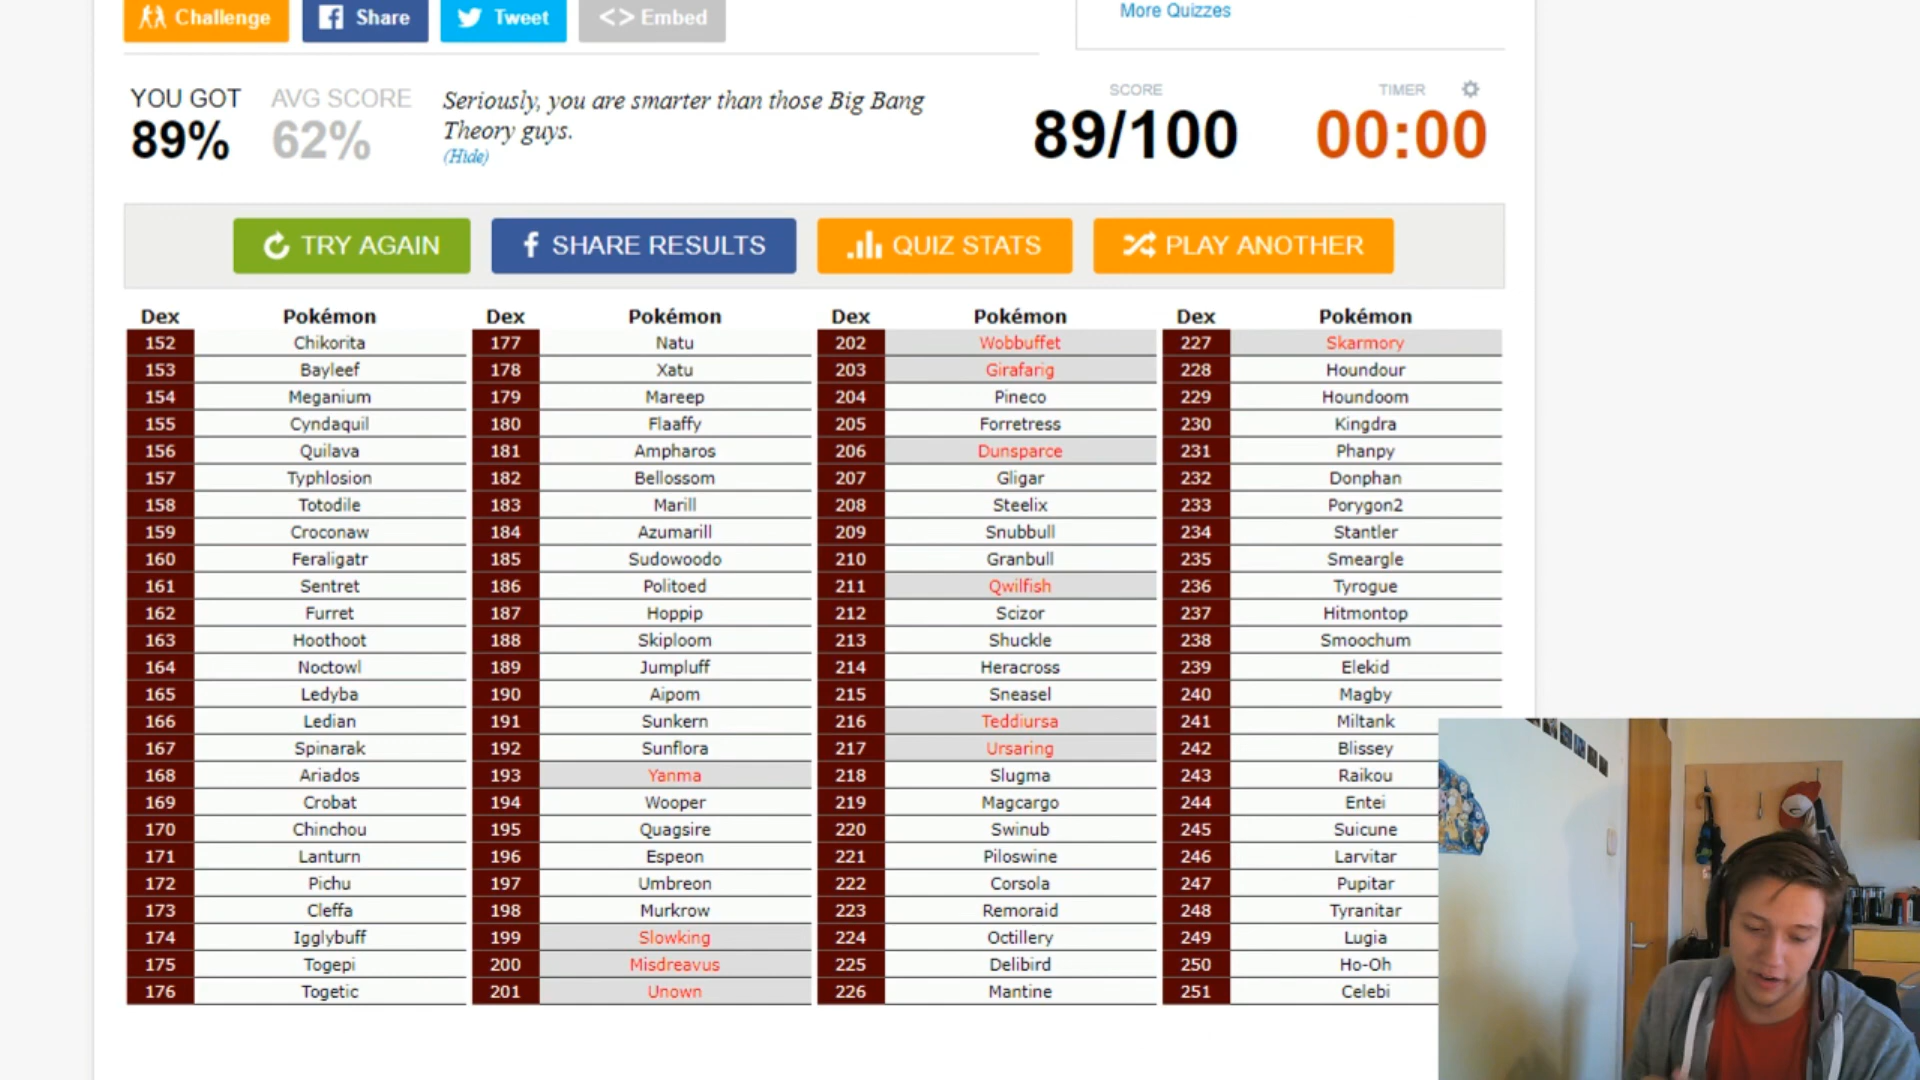 Challenge
Share
Tweet
<> Embed
More Quizzes
YOU GOT
89%
AVG SCORE
62%
Seriously, you are smarter than those Big Bang
Theory guys.
(Hide)
SCORE
89/100
TIMER
00:00
TRY AGAIN
SHARE RESULTS
QUIZ STATS
PLAY ANOTHER
Dex Pokémon Dex Pokémon Dex Pokémon Dex Pokémon
152 Chikorita 177 Natu 202 Wobbuffet 227 Skarmory
153 Bayleef 178 Xatu 203 Girafarig 228 Houndour
154 Meganium 179 Mareep 204 Pineco 229 Houndoom
155 Cyndaquil 180 Flaaffy 205 Forretress 230 Kingdra
156 Quilava 181 Ampharos 206 Dunsparce 231 Phanpy
157 Typhlosion 182 Bellossom 207 Gligar 232 Donphan
158 Totodile 183 Marill 208 Steelix 233 Porygon2
159 Croconaw 184 Azumarill 209 Snubbull 234 Stantler
160 Feraligatr 185 Sudowoodo 210 Granbull 235 Smeargle
161 Sentret 186 Politoed 211 Qwilfish 236 Tyrogue
162 Furret 187 Hoppip 212 Scizor 237 Hitmontop
163 Hoothoot 188 Skiploom 213 Shuckle 238 Smoochum
164 Noctowl 189 Jumpluff 214 Heracross 239 Elekid
165 Ledyba 190 Aipom 215 Sneasel 240 Magby
166 Ledian 191 Sunkern 216 Teddiursa 241 Miltank
167 Spinarak 192 Sunflora 217 Ursaring 242 Blissey
168 Ariados 193 Yanma 218 Slugma 243 Raikou
169 Crobat 194 Wooper 219 Magcargo 244 Entei
170 Chinchou 195 Quagsire 220 Swinub 245 Suicune
171 Lanturn 196 Espeon 221 Piloswine 246 Larvitar
172 Pichu 197 Umbreon 222 Corsola 247 Pupitar
173 Cleffa 198 Murkrow 223 Remoraid 248 Tyranitar
174 Igglybuff 199 Slowking 224 Octillery 249 Lugia
175 Togepi 200 Misdreavus 225 Delibird 250 Ho-Oh
176 Togetic 201 Unown 226 Mantine 251 Celebi